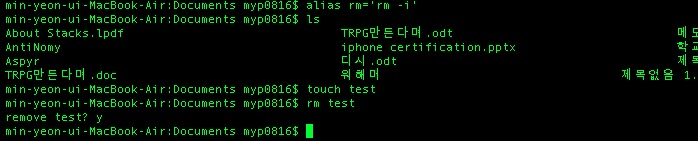 min-yeon-ui-MacBook-Air:Documents myp0816$ alias rm='rm -i'
min-yeon-ui-MacBook-Air:Documents myp0816$ ls
About Stacks.lpdf TRPG만든다며.odt 메모
AntiNomy iphone certification.pptx 학교
Aspyr 디시.odt 제목
TRPG만든다며.doc 워해머 제목없음 1.
min-yeon-ui-MacBook-Air:Documents myp0816$ touch test
min-yeon-ui-MacBook-Air:Documents myp0816$ rm test
remove test? y
min-yeon-ui-MacBook-Air:Documents myp0816$